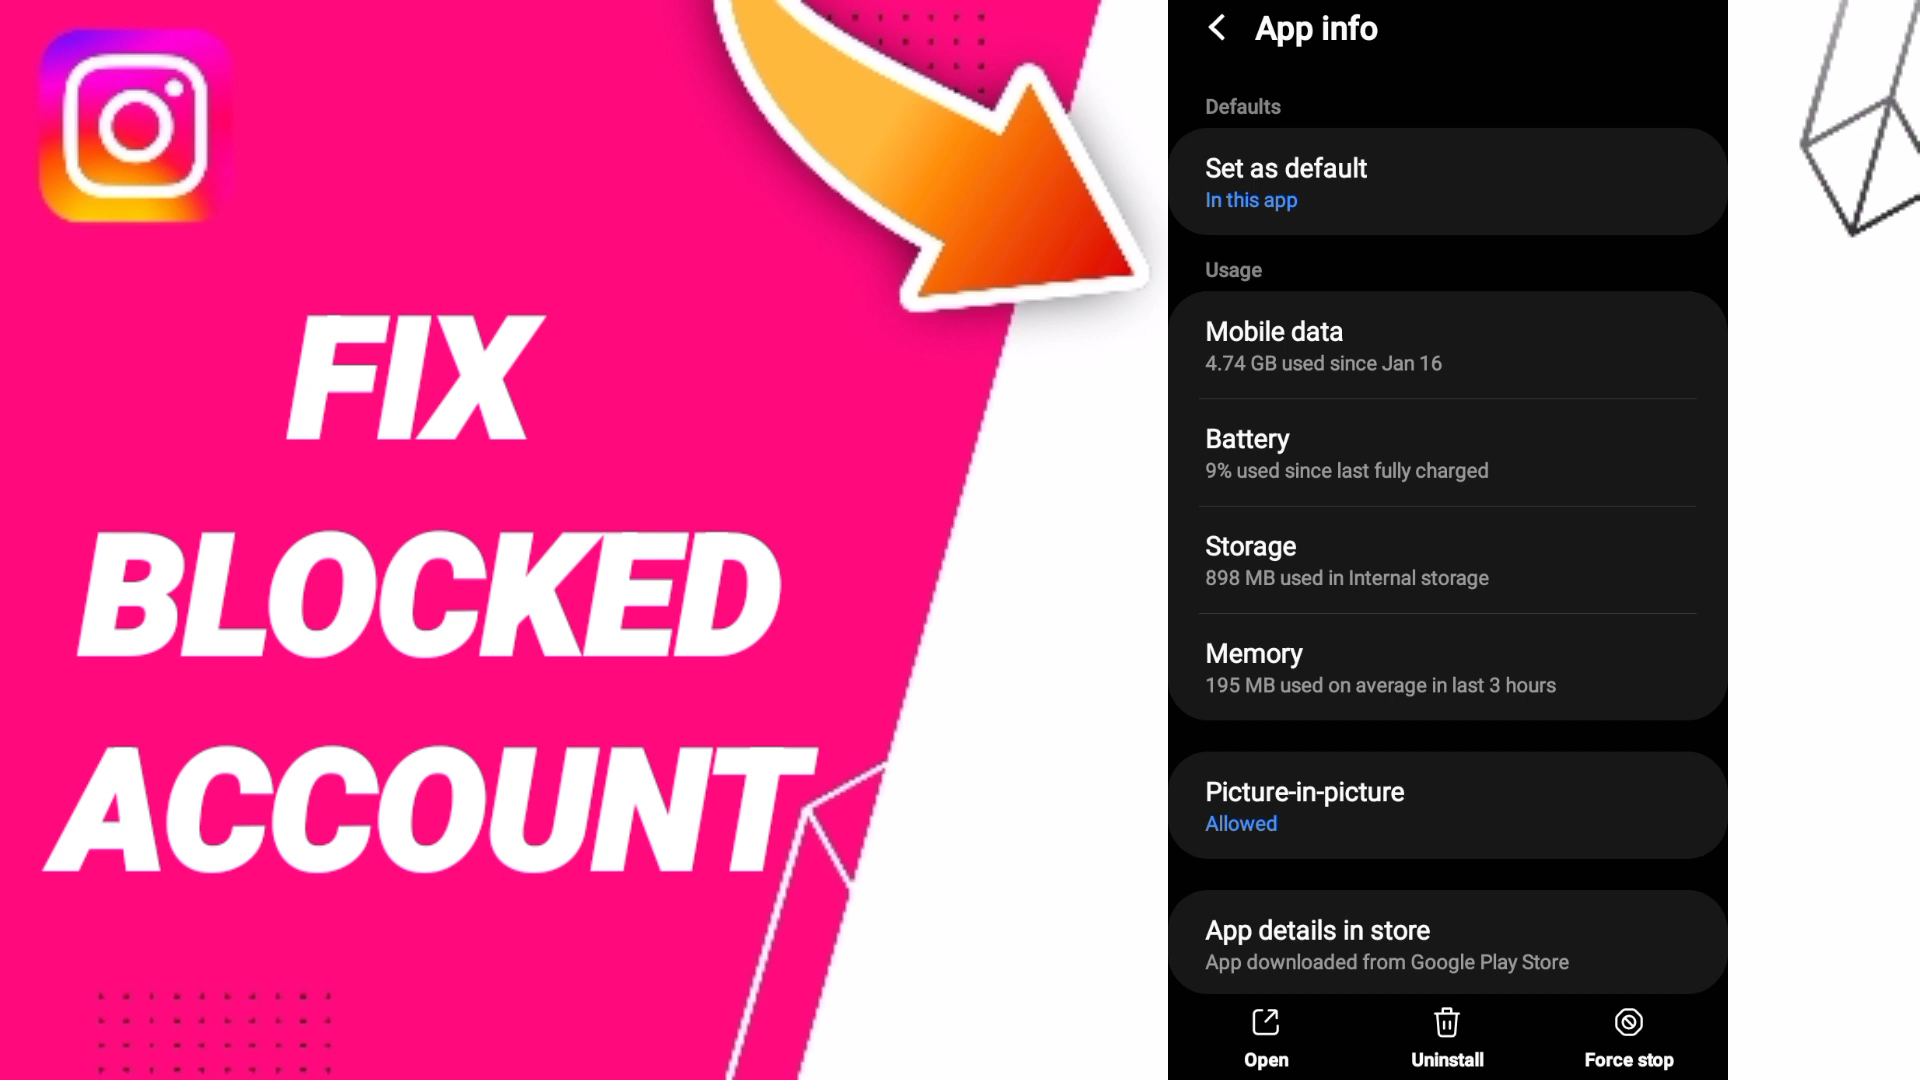 FIX
BLOCKED
ACCOUNT
App info
Defaults
Set as default
In this app
Usage
Mobile data
4.74 GB used since Jan 16
Battery
9% used since last fully charged
Storage
898 MB used in Internal storage
Memory
195 MB used on average in last 3 hours
Picture-in-picture
Allowed
App details in store
App downloaded from Google Play Store
Open
Uninstall
Force stop